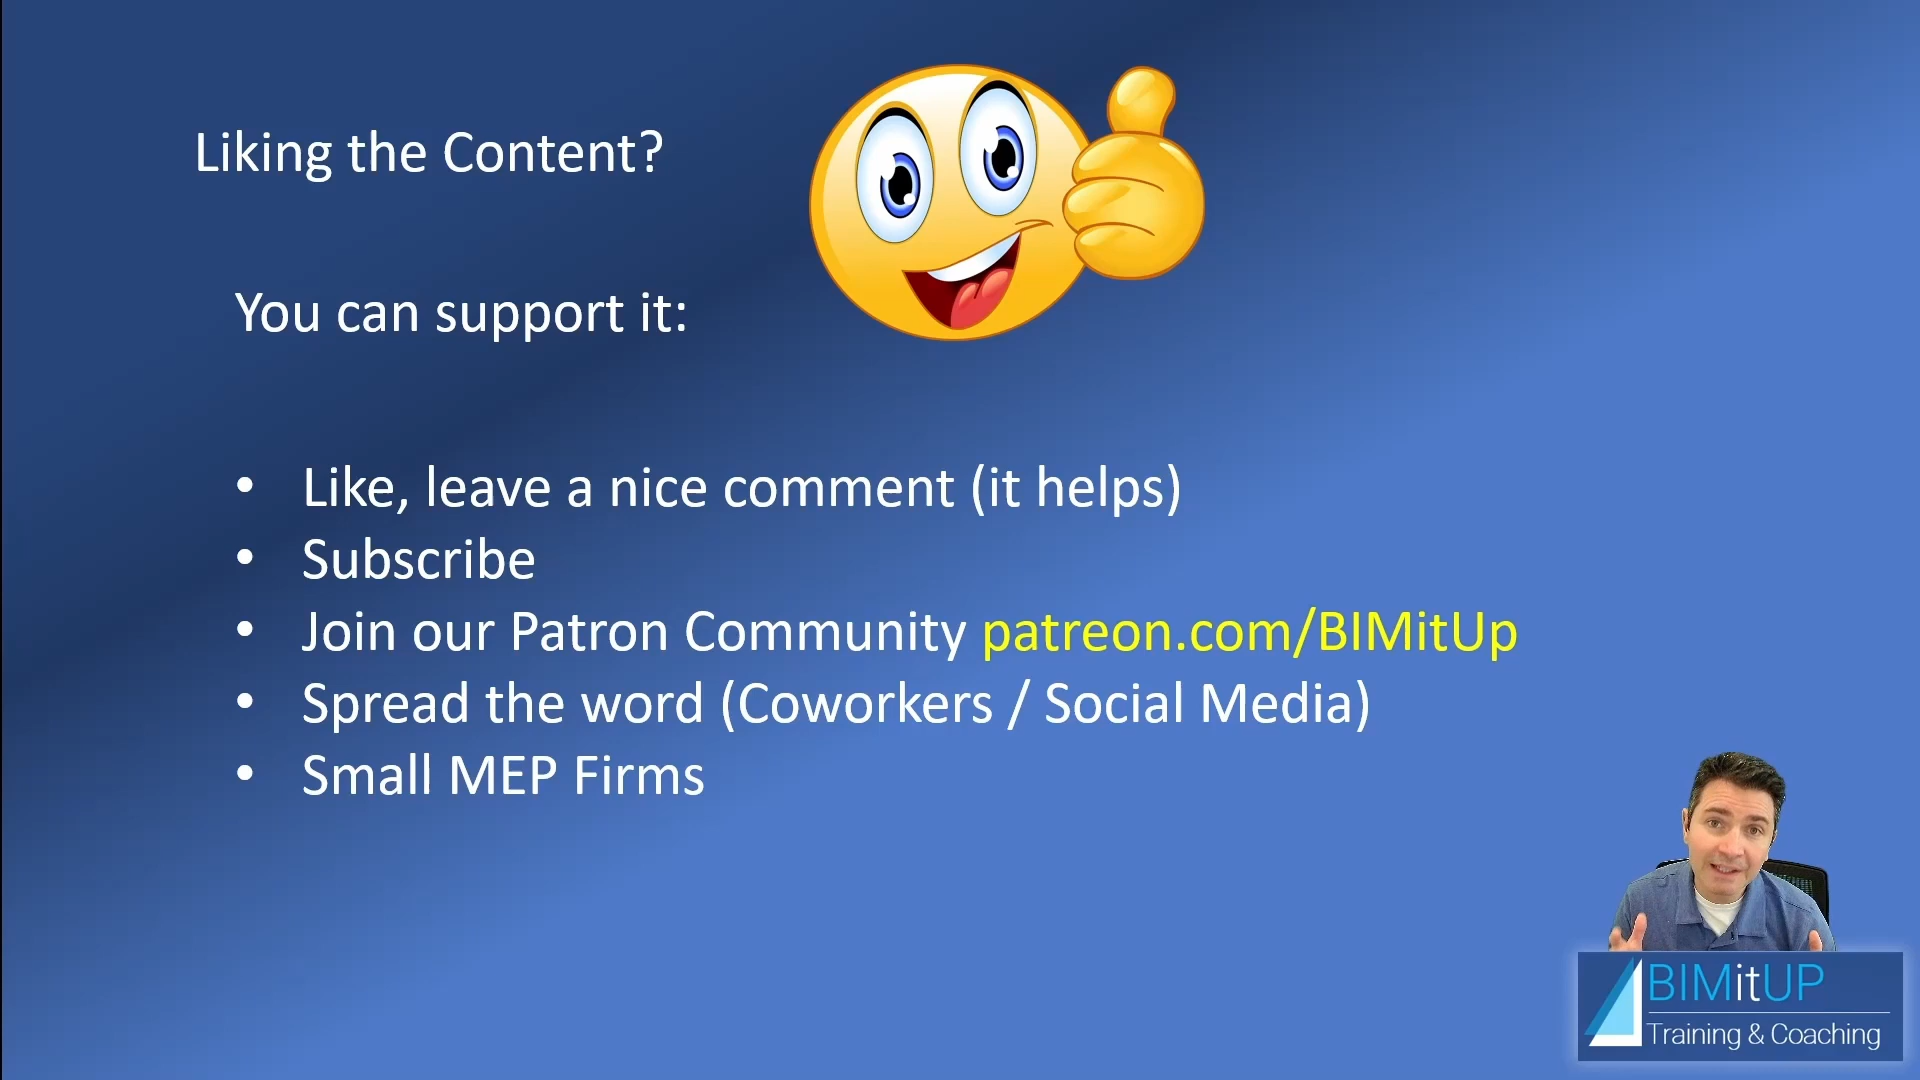 Liking the Content?
You can support it:
• Like, leave a nice comment (it helps)
• Subscribe
• Join our Patron Community patreon.com/BIMitUp
• Spread the word (Coworkers / Social Media)
• Small MEP Firms
BIMitUP
Training & Coaching